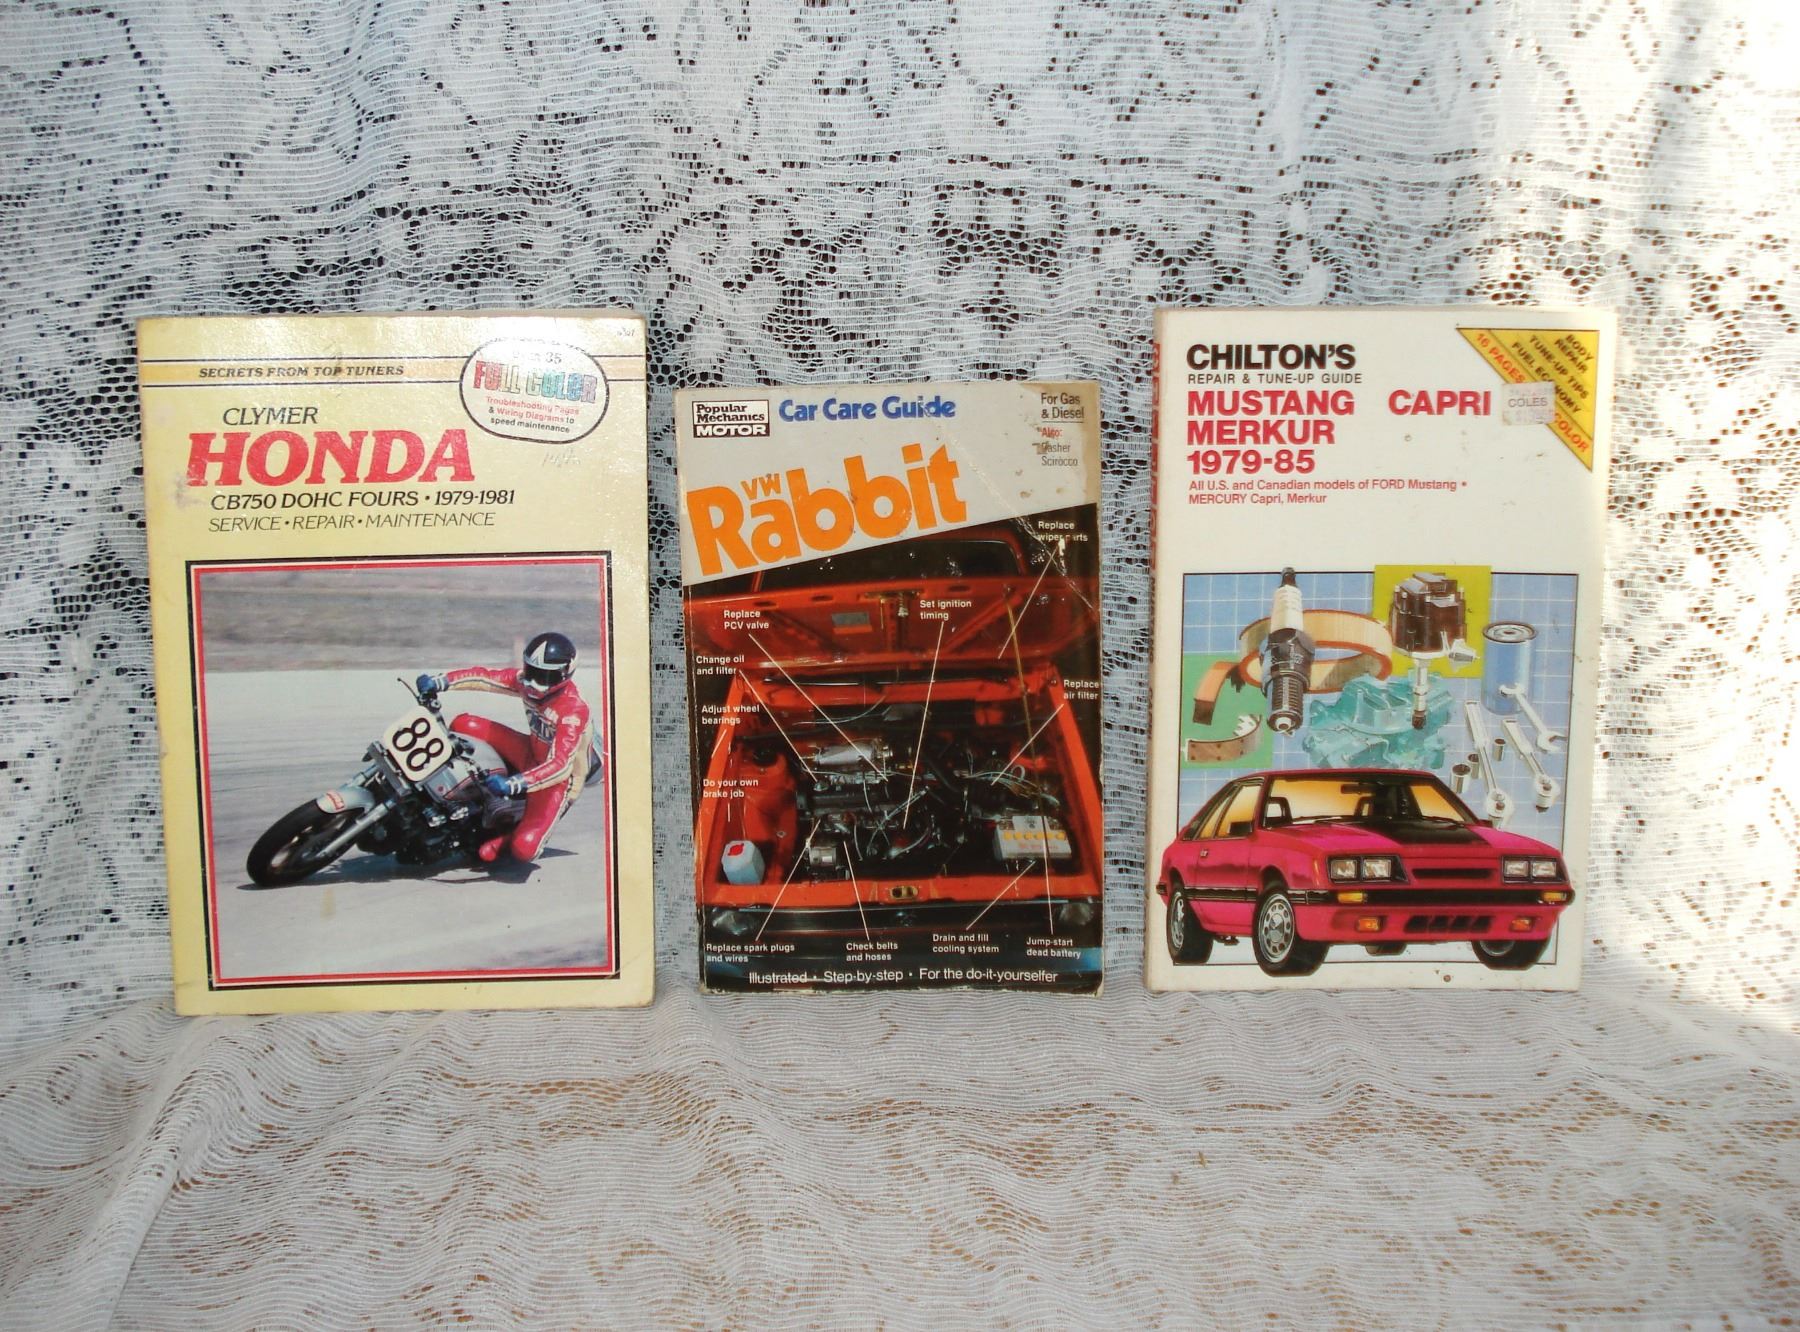 SECRETS FROM TOP TUNERS
FULL COLOR
Troubleshooting Pages
& Wiring Diagrams to
speed maintenance
CLYMER
HONDA
CB750 DOHC FOURS • 1979-1981
SERVICE • REPAIR • MAINTENANCE
88
Popular
Mechanics
MOTOR
Car Care Guide
For Gas
& Diesel
Also:
Scirocco
VW
Rabbit
Replace
wiper parts
Replace
PCV valve
Set ignition
timing
Change oil
and filter
Replace
air filter
Adjust wheel
bearings
Do your own
brake job
Replace spark plugs
and wires
Check belts
and hoses
Drain and fill
cooling system
Jump-start
dead battery
Illustrated • Step-by-step • For the do-it-yourselfer
CHILTON'S
REPAIR & TUNE-UP GUIDE
MUSTANG CAPRI
MERKUR
1979-85
All U.S. and Canadian models of FORD Mustang •
MERCURY Capri, Merkur
BODY
REPAIR
TUNE-UP TIPS
FUEL ECONOMY
16 PAGES
COLOR
COLES